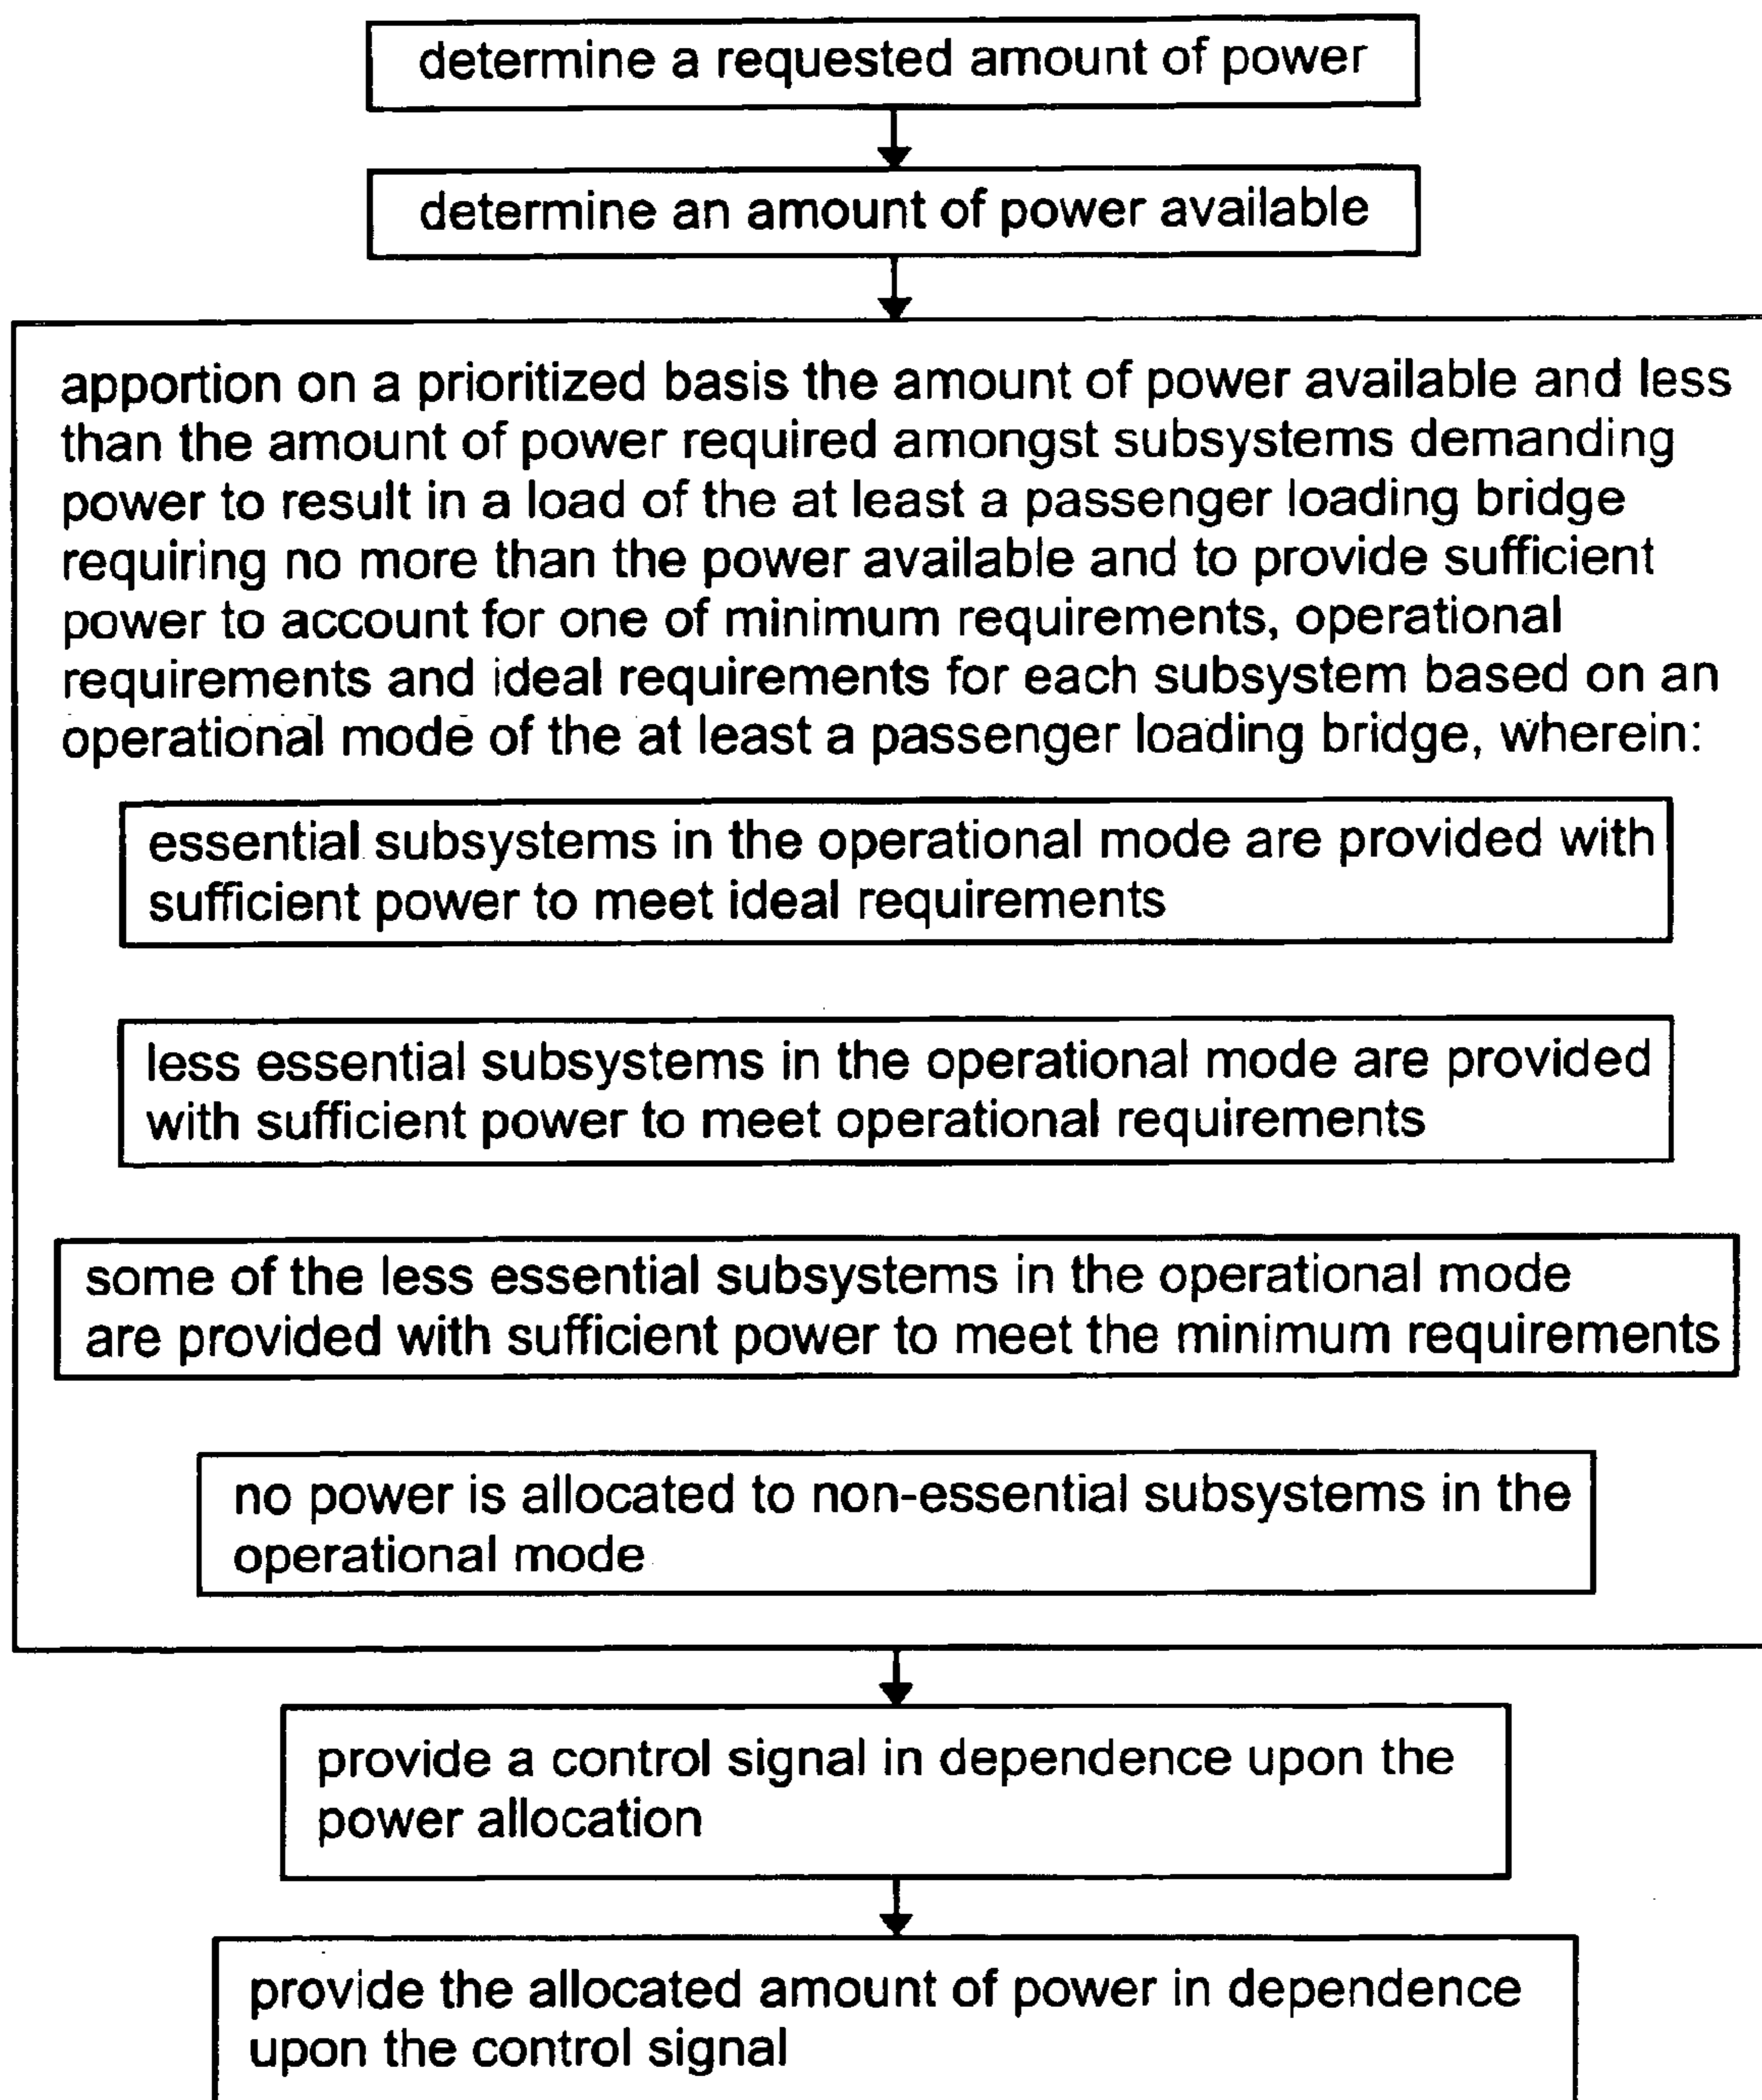 determine a requested amount of power
determine an amount of power available
apportion on a prioritized basis the amount of power available and less
than the amount of power required amongst subsystems demanding
power to result in a load of the at least a passenger loading bridge
requiring no more than the power available and to provide sufficient
power to account for one of minimum requirements, operational
requirements and ideal requirements for each subsystem based on an
operational mode of the at least a passenger loading bridge, wherein:
essential subsystems in the operational mode are provided with
sufficient power to meet ideal requirements
less essential subsystems in the operational mode are provided
with sufficient power to meet operational requirements
some of the less essential subsystems in the operational mode
are provided with sufficient power to meet the minimum requirements
no power is allocated to non-essential subsystems in the
operational mode
provide a control signal in dependence upon the
power allocation
provide the allocated amount of power in dependence
upon the control signal